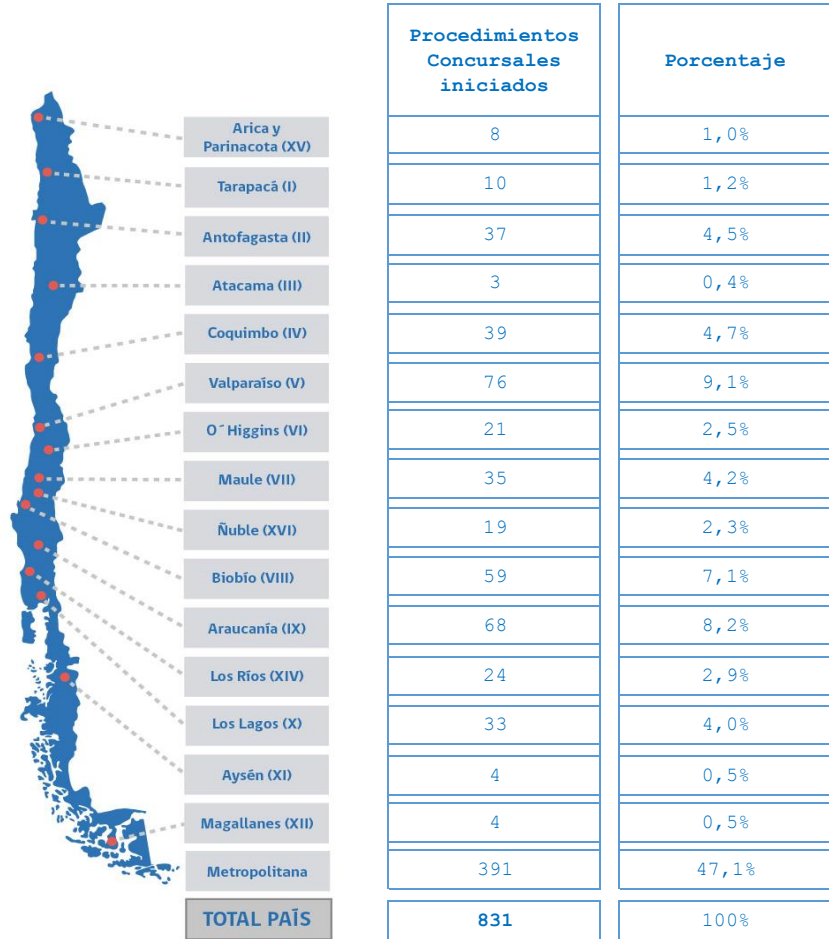 Procedimientos
Concursales
iniciados
Porcentaje
Arica y
Parinacota (XV)
8
1,0%
Tarapacá (I)
10
1,2%
Antofagasta (II)
37
4,5%
Atacama (III)
3
0,4%
Coquimbo (IV)
39
4,7%
Valparaíso (V)
76
9,1%
O´Higgins (VI)
21
2,5%
Maule (VII)
35
4,2%
Ñuble (XVI)
19
2,3%
Biobío (VIII)
59
7,1%
Araucanía (IX)
68
8,2%
Los Ríos (XIV)
24
2,9%
Los Lagos (X)
33
4,0%
Aysén (XI)
4
0,5%
Magallanes (XII)
4
0,5%
Metropolitana
391
47,1%
TOTAL PAÍS
831
100%